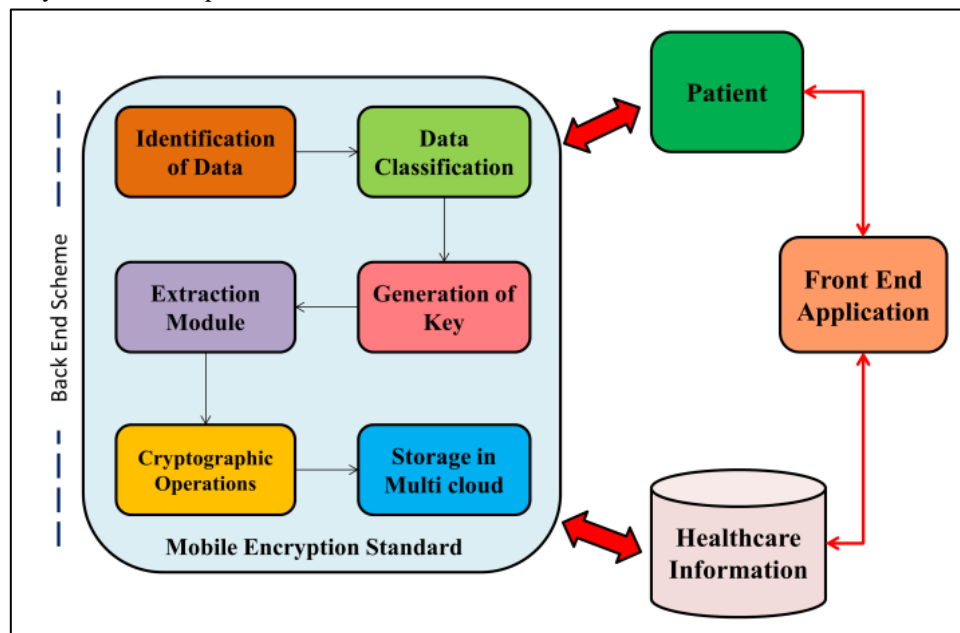 Identification
of Data
Data
Classification
Patient
Back End Scheme
Extraction
Module
Generation of
Key
Front End
Application
Cryptographic
Operations
Storage in
Multi cloud
Mobile Encryption Standard
Healthcare
Information